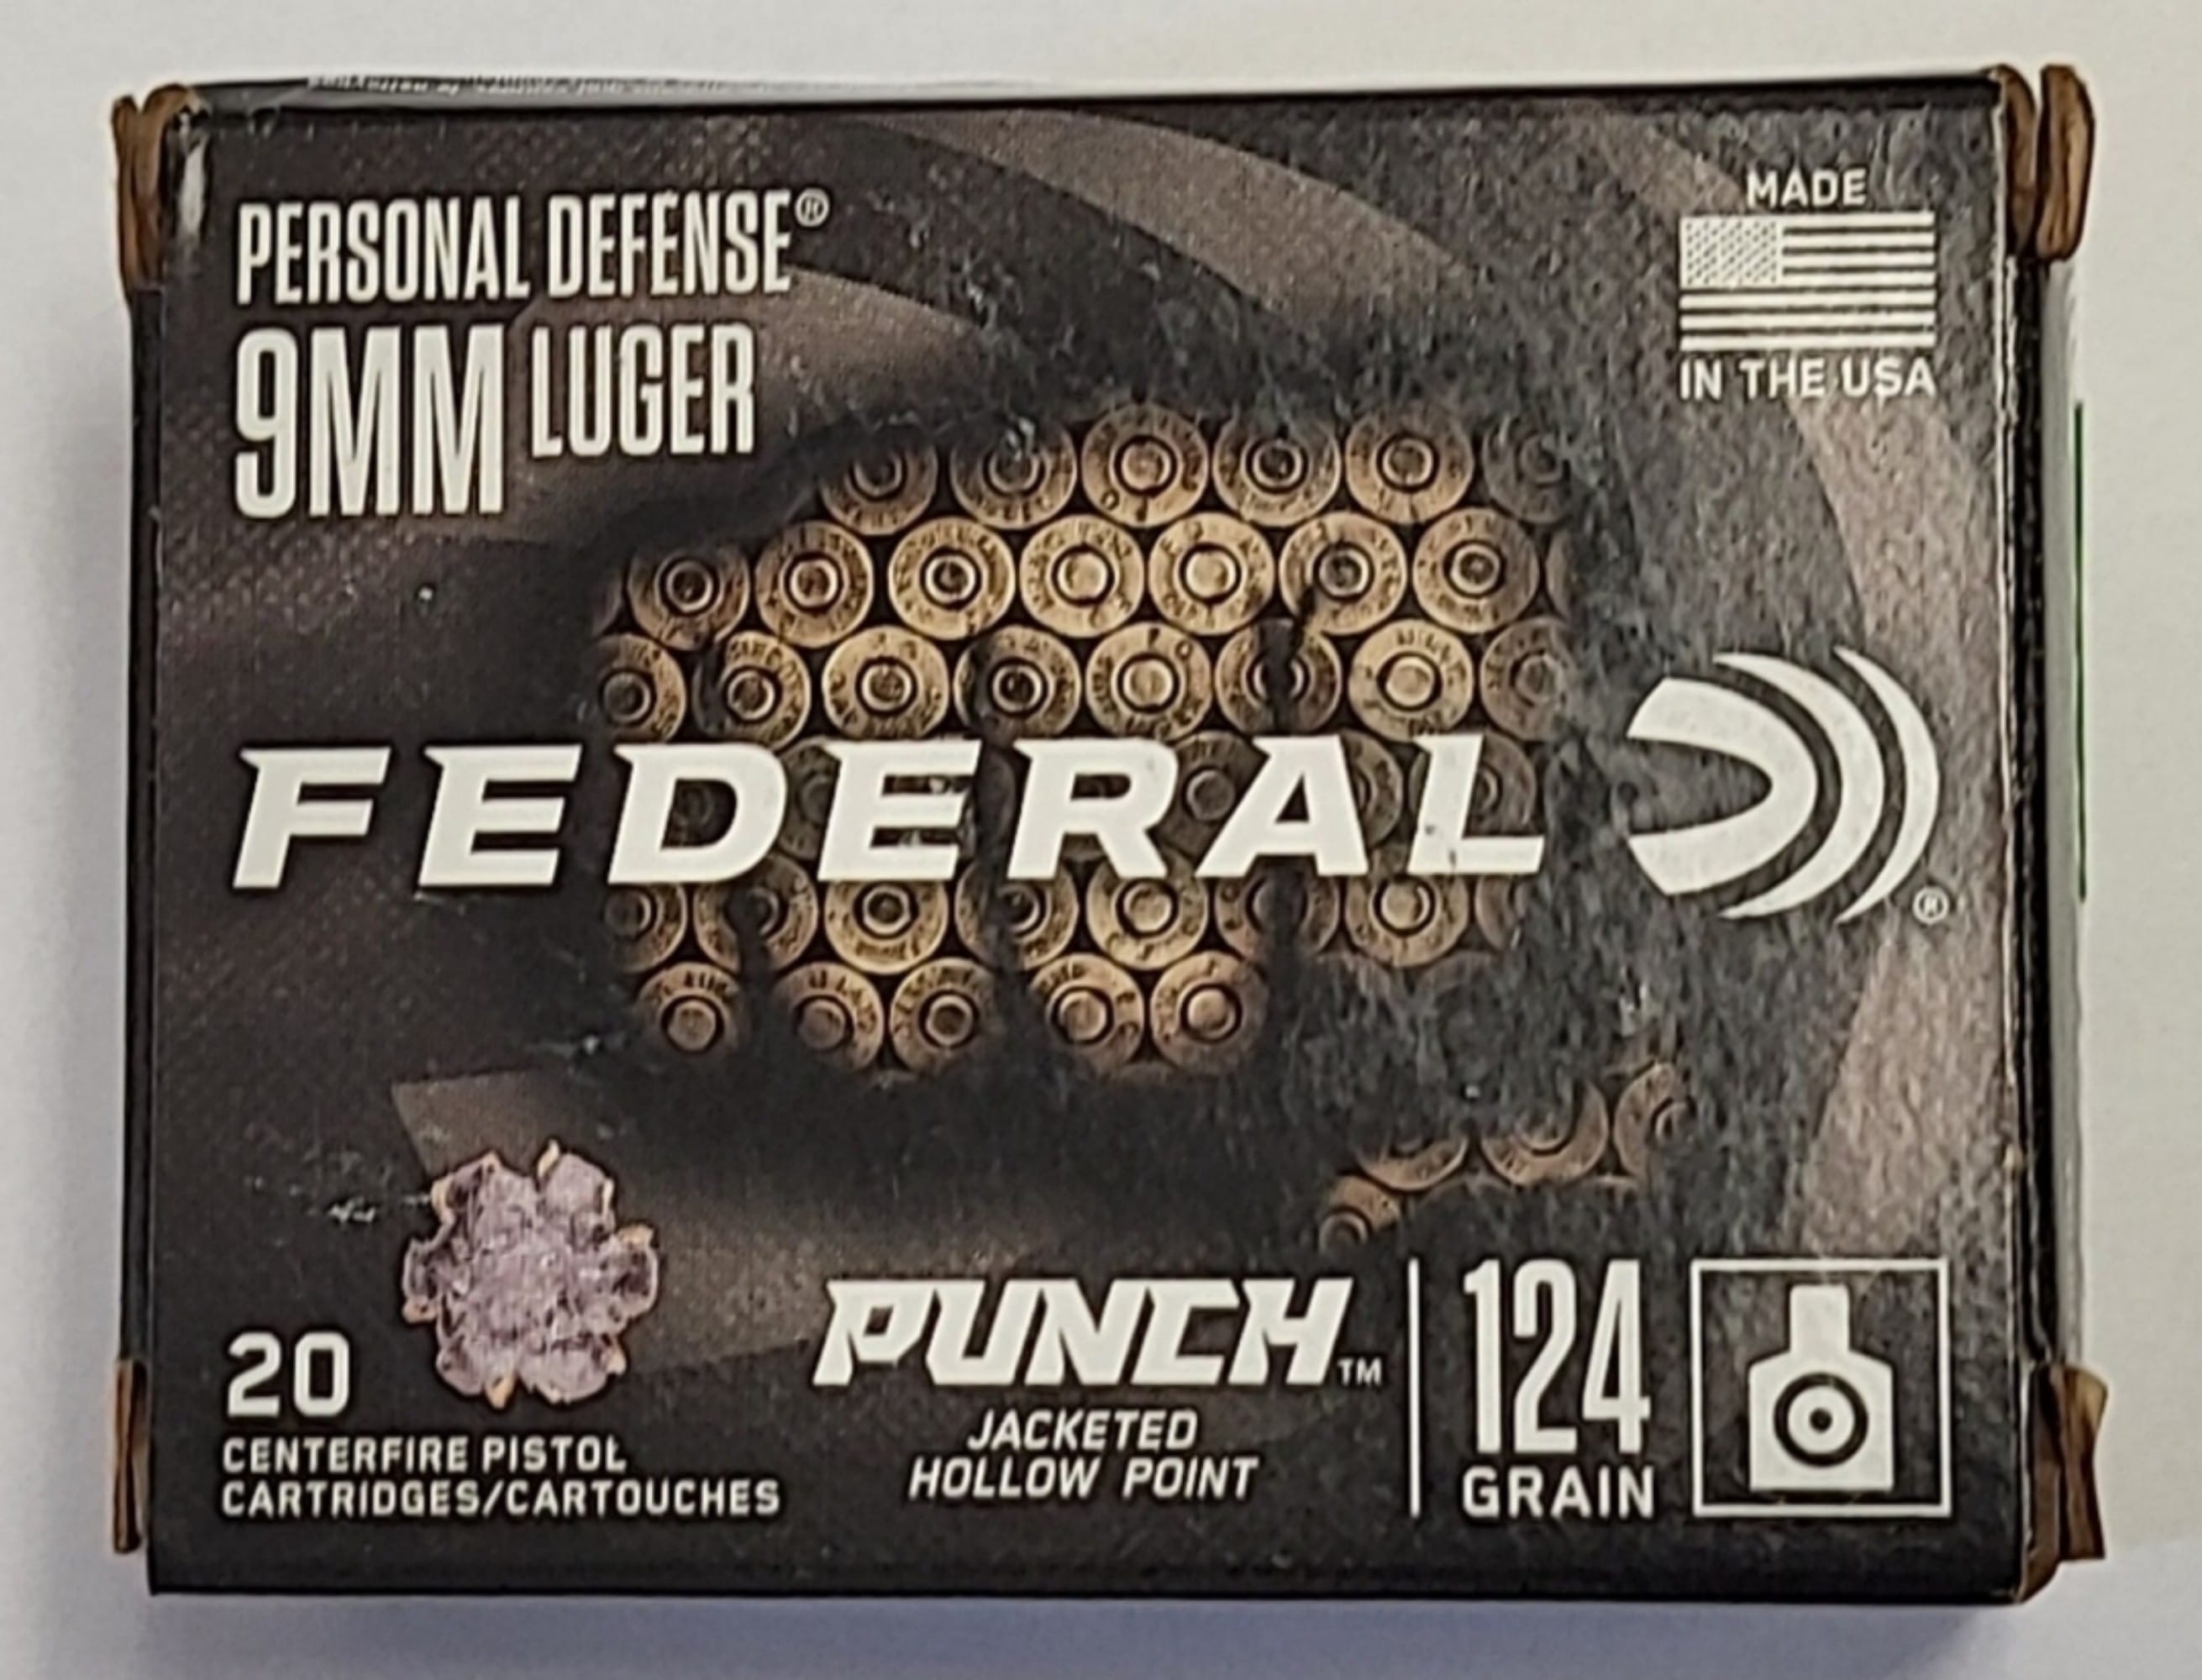 PERSONAL DEFENSE®
9MM LUGER
MADE
IN THE USA
FEDERAL®
20
CENTERFIRE PISTOL
CARTRIDGES/CARTOUCHES
PUNCH™
JACKETED
HOLLOW POINT
124
GRAIN